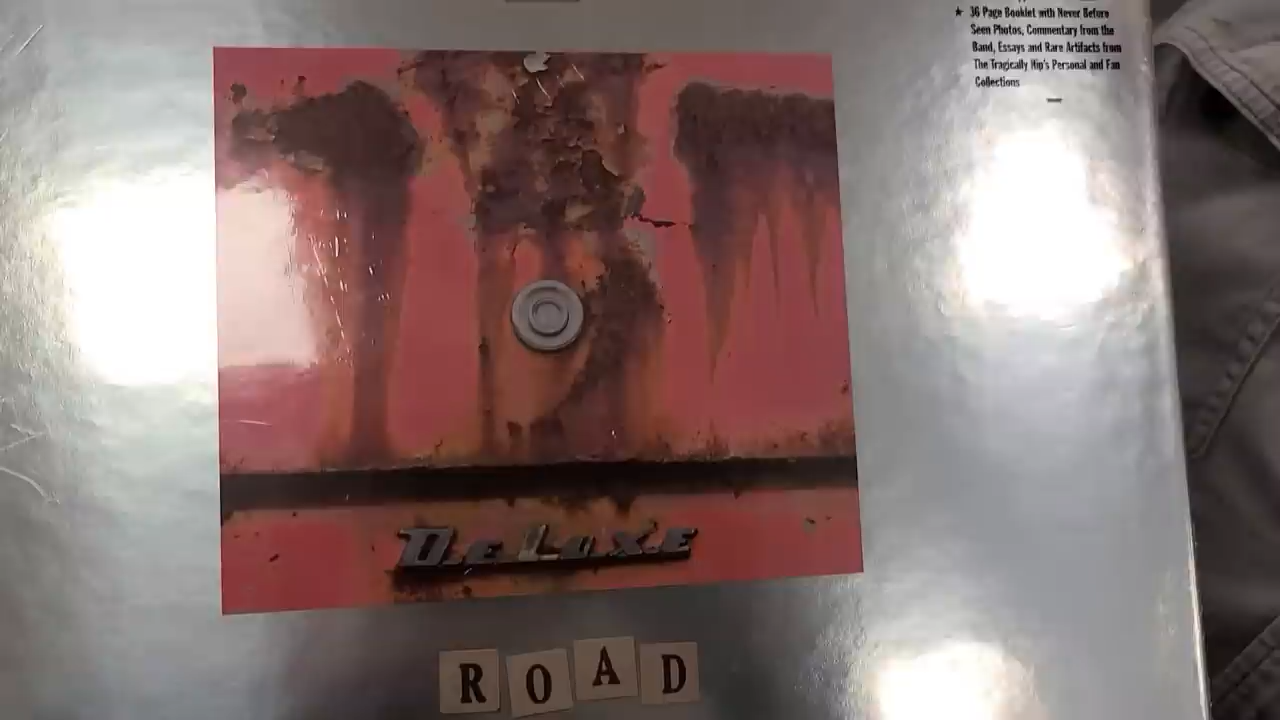 ★ 36 Page Booklet with Never Before
Seen Photos, Commentary from the
Band, Essays and Rare Artifacts from
The Tragically Hip's Personal and Fan
Collections
DeLuxe
ROAD